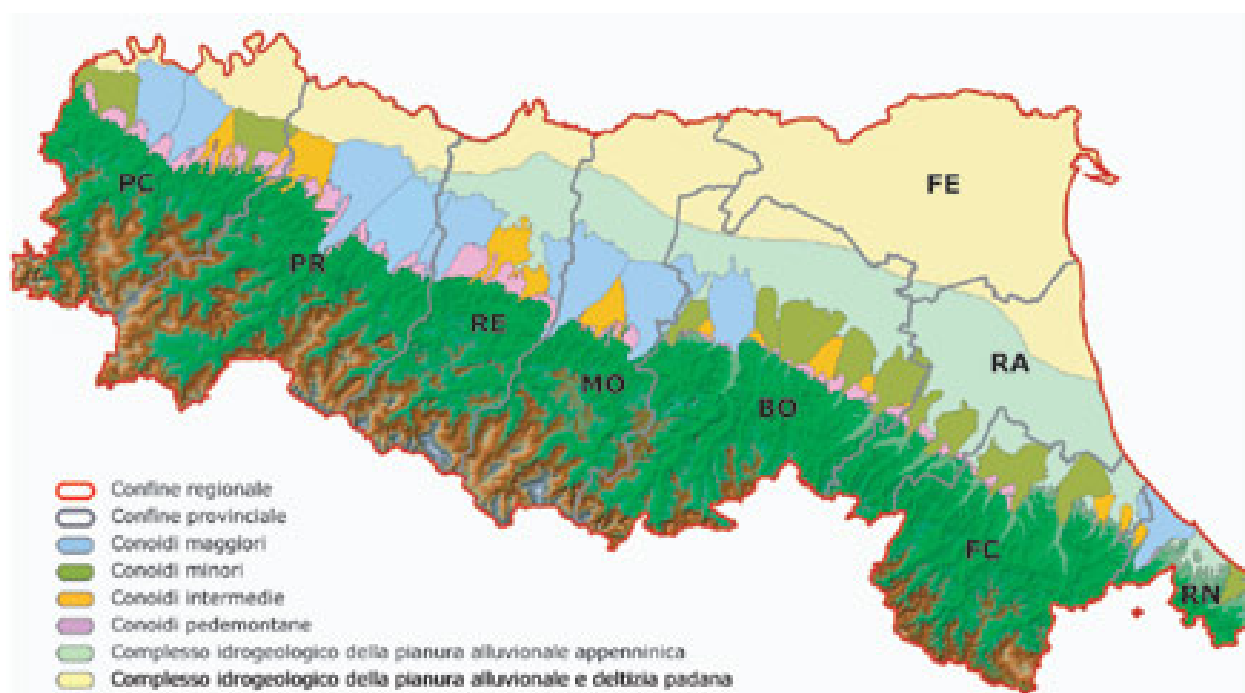 FE
PC
PR
RE
RA
MO
BO
FC
RN
Confine regionale
Confine provinciale
Conoidi maggiori
Conoidi minori
Conoidi intermedie
Conoidi pedemontane
Complesso idrogeologico della pianura alluvionale appenninica
Complesso idrogeologico della pianura alluvionale e deltizia padana